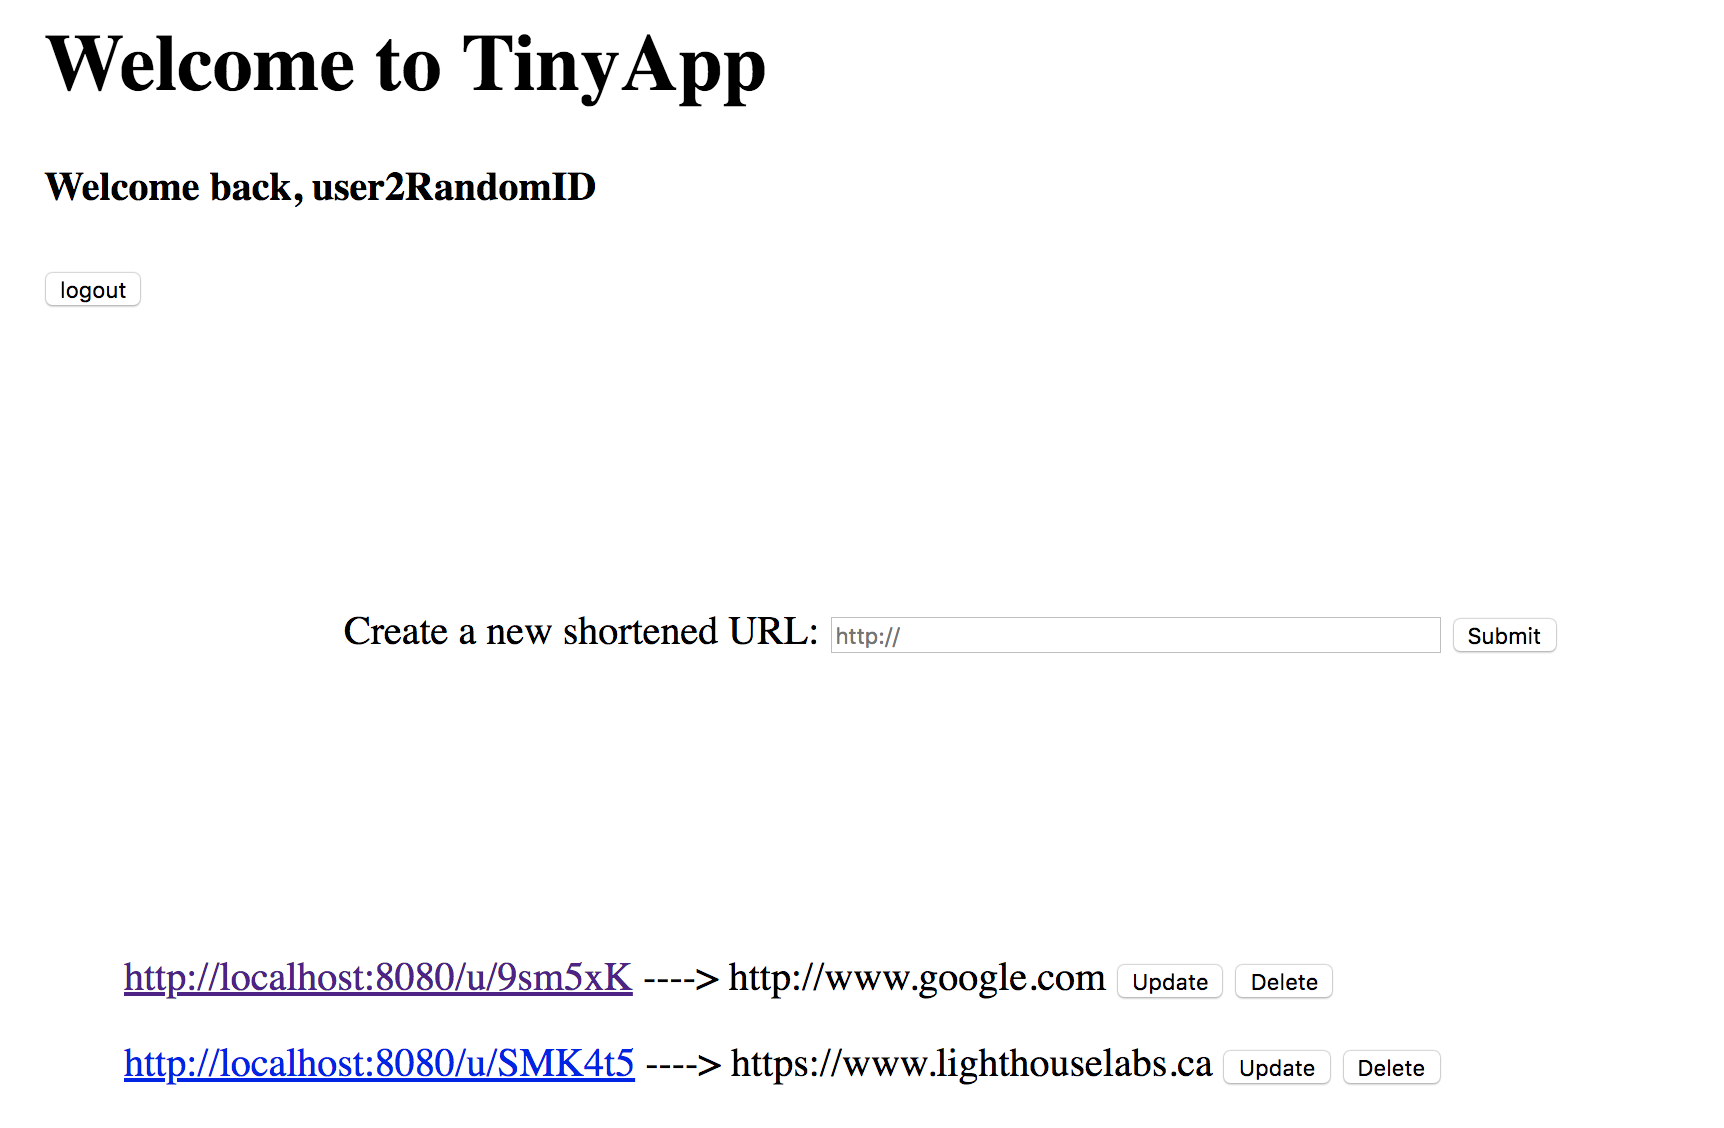 Welcome to TinyApp
Welcome back, user2RandomID
logout
Create a new shortened URL: http:// Submit
http://localhost:8080/u/9sm5xK ----> http://www.google.com Update Delete
http://localhost:8080/u/SMK4t5 ----> https://www.lighthouselabs.ca Update Delete